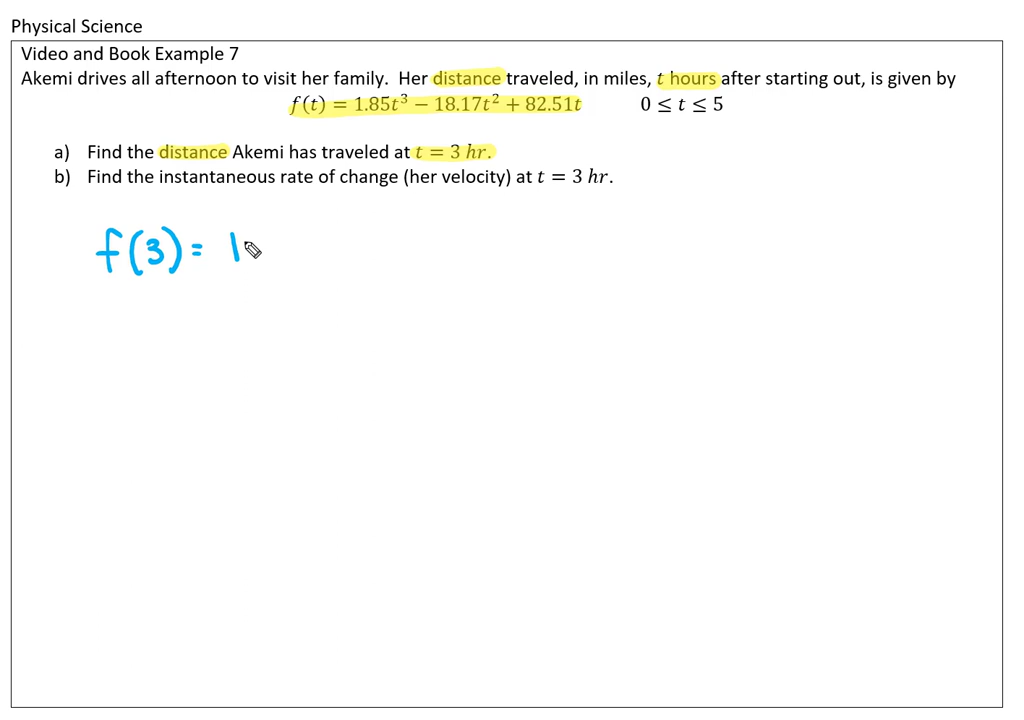 Physical Science
Video and Book Example 7
Akemi drives all afternoon to visit her family. Her distance traveled, in miles, t hours after starting out, is given by
f(t) = 1.85t³ − 18.17t² + 82.51t 0 ≤ t ≤ 5
a) Find the distance Akemi has traveled at t = 3 hr.
b) Find the instantaneous rate of change (her velocity) at t = 3 hr.
f(3) = 1